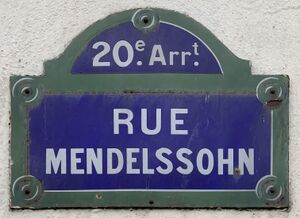 20e. Arrt.
RUE
MENDELSSOHN